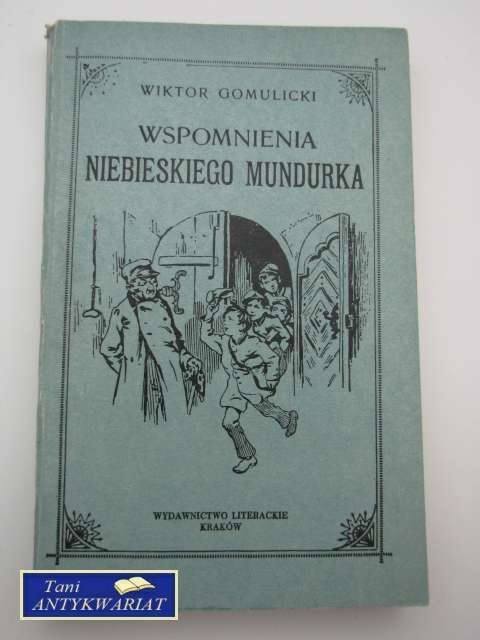 WIKTOR GOMULICKI
WSPOMNIENIA
NIEBIESKIEGO MUNDURKA
WYDAWNICTWO LITERACKIE
KRAKÓW
Tani
ANTYKWARIAT